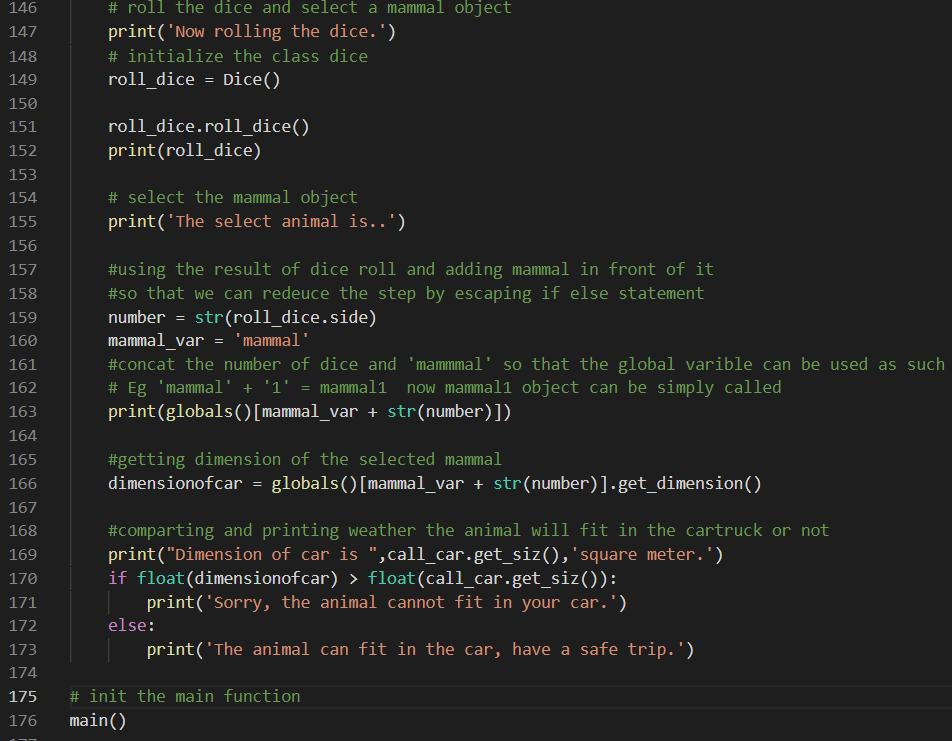 146 # roll the dice and select a mammal object
147 print('Now rolling the dice.')
148 # initialize the class dice
149 roll_dice = Dice()
150
151 roll_dice.roll_dice()
152 print(roll_dice)
153
154 # select the mammal object
155 print('The select animal is..')
156
157 #using the result of dice roll and adding mammal in front of it
158 #so that we can redeuce the step by escaping if else statement
159 number = str(roll_dice.side)
160 mammal_var = 'mammal'
161 #concat the number of dice and 'mammmal' so that the global varible can be used as such
162 # Eg 'mammal' + '1' = mammal1  now mammal1 object can be simply called
163 print(globals()[mammal_var + str(number)])
164
165 #getting dimension of the selected mammal
166 dimensionofcar = globals()[mammal_var + str(number)].get_dimension()
167
168 #comparting and printing weather the animal will fit in the cartruck or not
169 print("Dimension of car is ",call_car.get_siz(),'square meter.')
170 if float(dimensionofcar) > float(call_car.get_siz()):
171 print('Sorry, the animal cannot fit in your car.')
172 else:
173 print('The animal can fit in the car, have a safe trip.')
174
175 # init the main function
176 main()